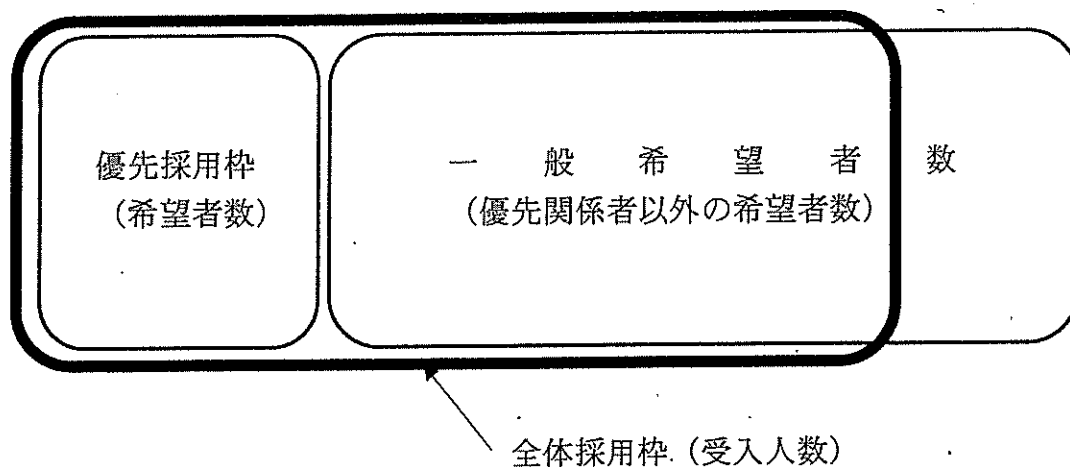 優先採用枠
(希望者数)
一般希望者数
(優先関係者以外の希望者数)
全体採用枠 (受入人数)